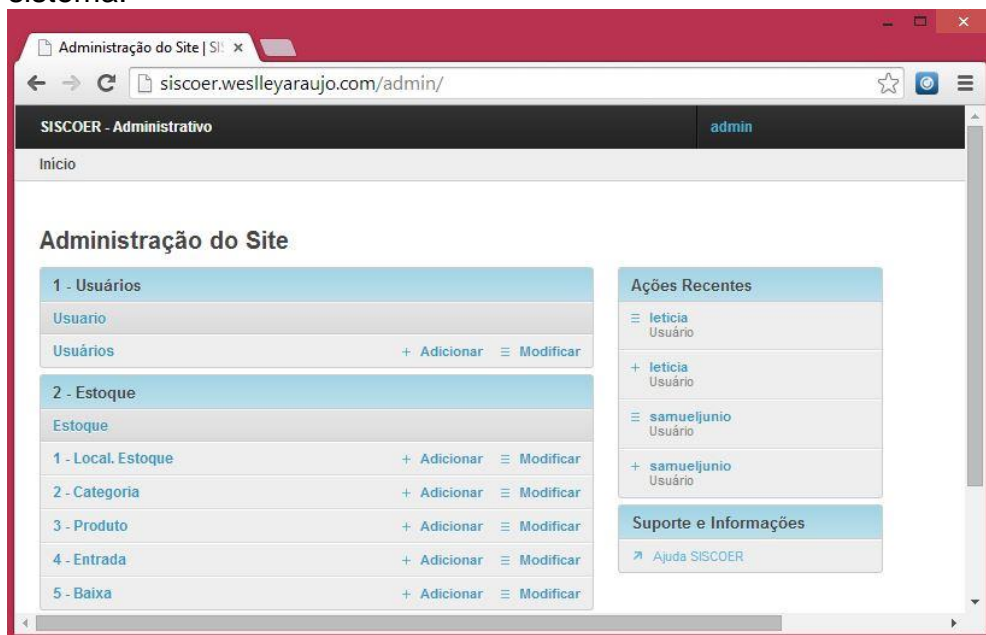 sistema.
Administração do Site | SI
siscoer.weslleyaraujo.com/admin/
SISCOER - Administrativo
admin
Início
Administração do Site
1 - Usuários
Usuario
Usuários + Adicionar Modificar
2 - Estoque
Estoque
1 - Local. Estoque + Adicionar Modificar
2 - Categoria + Adicionar Modificar
3 - Produto + Adicionar Modificar
4 - Entrada + Adicionar Modificar
5 - Baixa + Adicionar Modificar
Ações Recentes
leticia
Usuário
+ leticia
Usuário
samueljunio
Usuário
+ samueljunio
Usuário
Suporte e Informações
Ajuda SISCOER